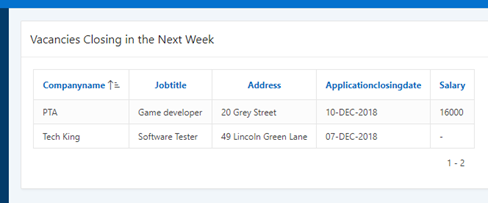 Vacancies Closing in the Next Week
Companyname Jobtitle Address Applicationclosingdate Salary
PTA Game developer 20 Grey Street 10-DEC-2018 16000
Tech King Software Tester 49 Lincoln Green Lane 07-DEC-2018 -
1 - 2